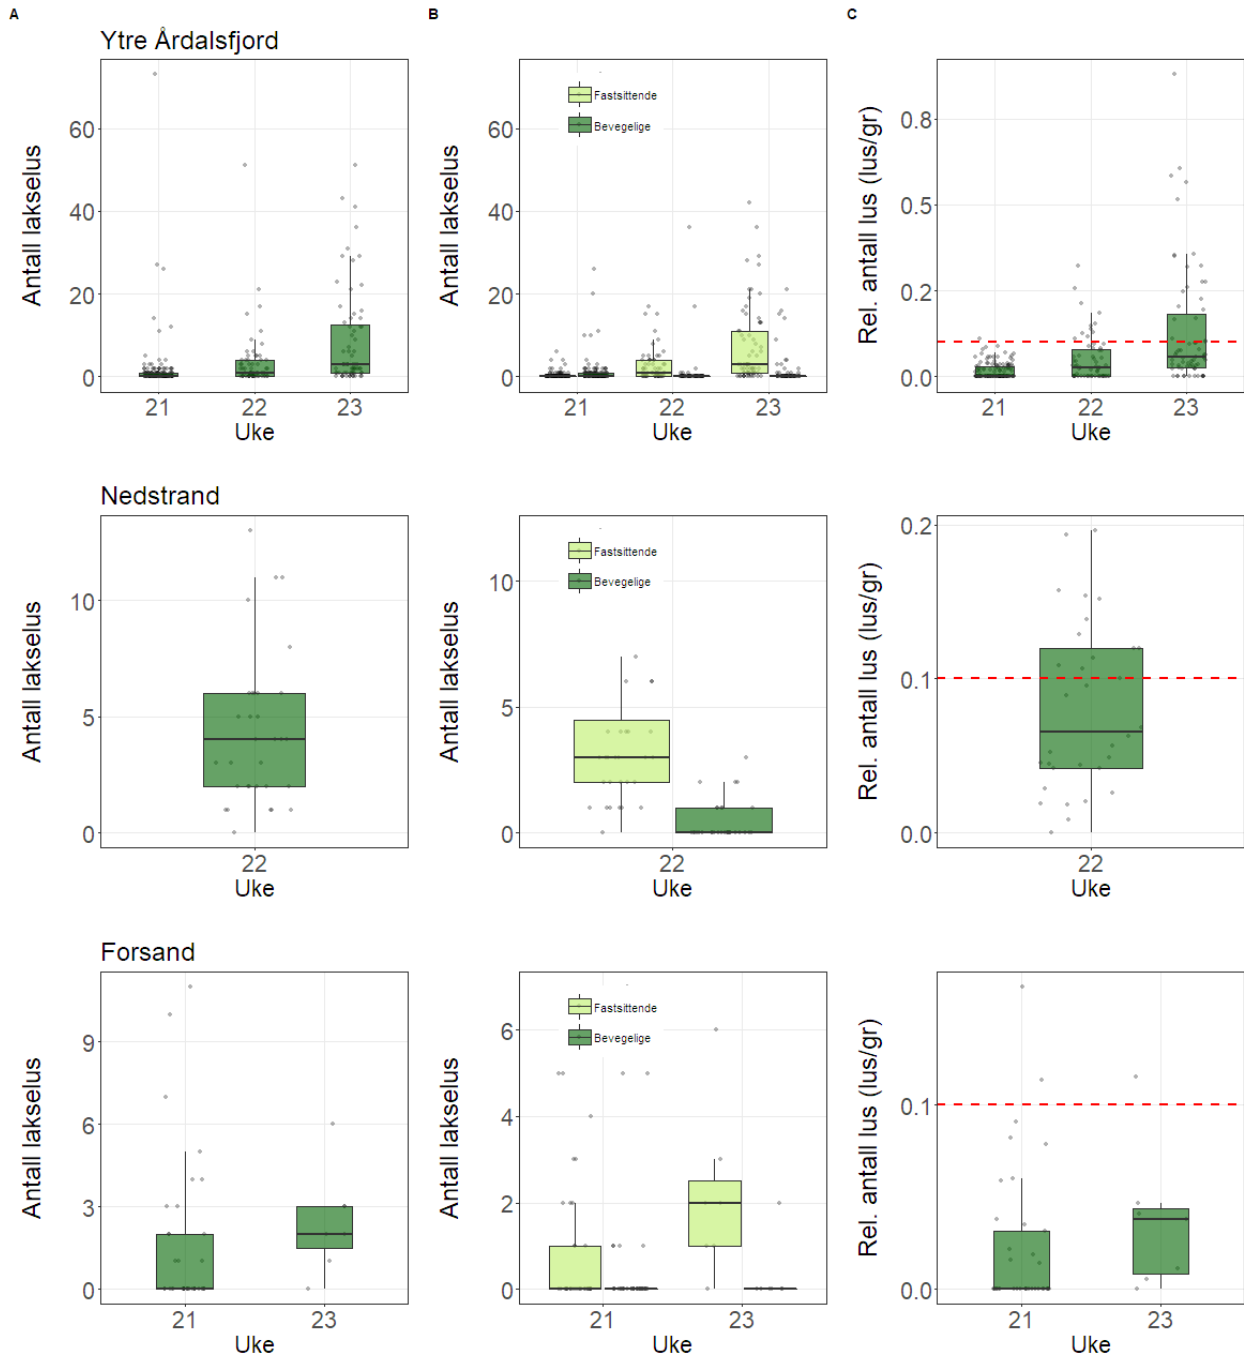 A
B
C
Ytre Årdalsfjord
Antall lakselus
60
40
20
0
21
22
23
Uke
Antall lakselus
60
40
20
0
Fastsittende
Bevegelige
21
22
23
Uke
Rel. antall lus (lus/gr)
0.8
0.5
0.2
0.0
21
22
23
Uke
Nedstrand
Antall lakselus
10
5
0
22
Uke
Antall lakselus
10
5
0
Fastsittende
Bevegelige
22
Uke
Rel. antall lus (lus/gr)
0.2
0.1
0.0
22
Uke
Forsand
Antall lakselus
9
6
3
0
21
23
Uke
Antall lakselus
6
4
2
0
Fastsittende
Bevegelige
21
23
Uke
Rel. antall lus (lus/gr)
0.1
0.0
21
23
Uke